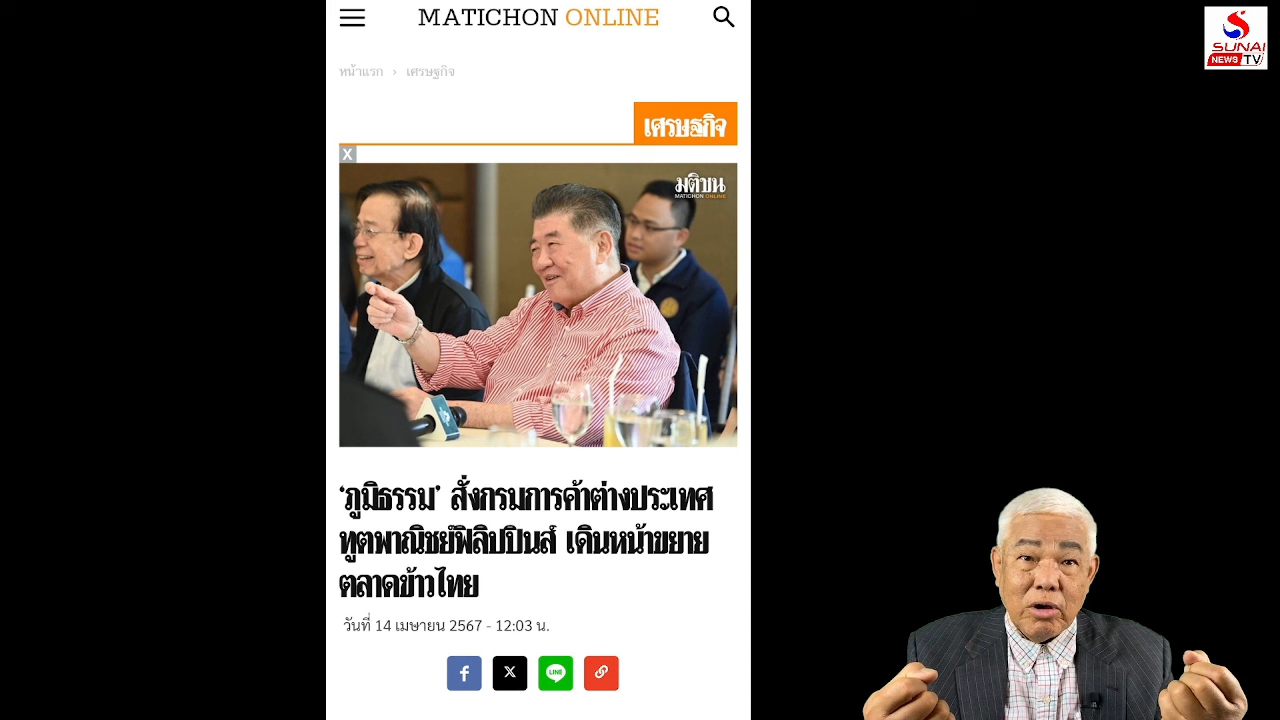 MATICHON ONLINE
SUNAI
NEWS TV
หน้าแรก › เศรษฐกิจ
เศรษฐกิจ
X
มติชน
MATICHON ONLINE
‘ภูมิธรรม’ สั่งกรมการค้าต่างประเทศ
ทูตพาณิชย์ฟิลิปปินส์ เดินหน้าขยาย
ตลาดข้าวไทย
วันที่ 14 เมษายน 2567 - 12:03 น.
LINE